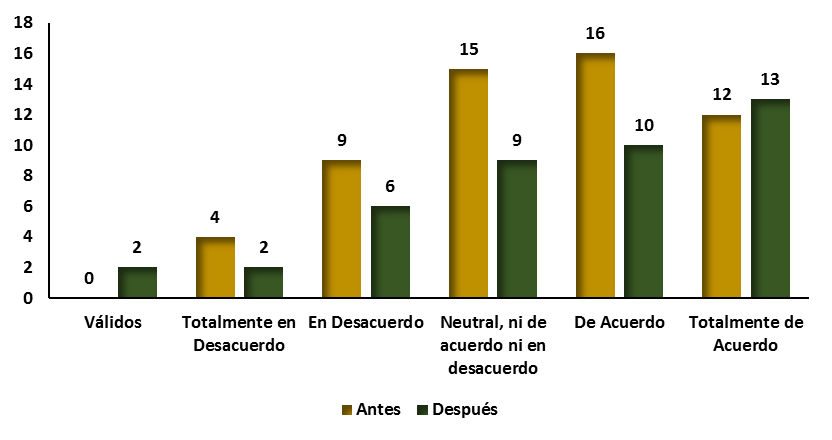 18
16
14
12
10
8
6
4
2
0
0
2
4
2
9
6
15
9
16
10
12
13
Válidos
Totalmente en
Desacuerdo
En Desacuerdo
Neutral, ni de
acuerdo ni en
desacuerdo
De Acuerdo
Totalmente de
Acuerdo
Antes
Después